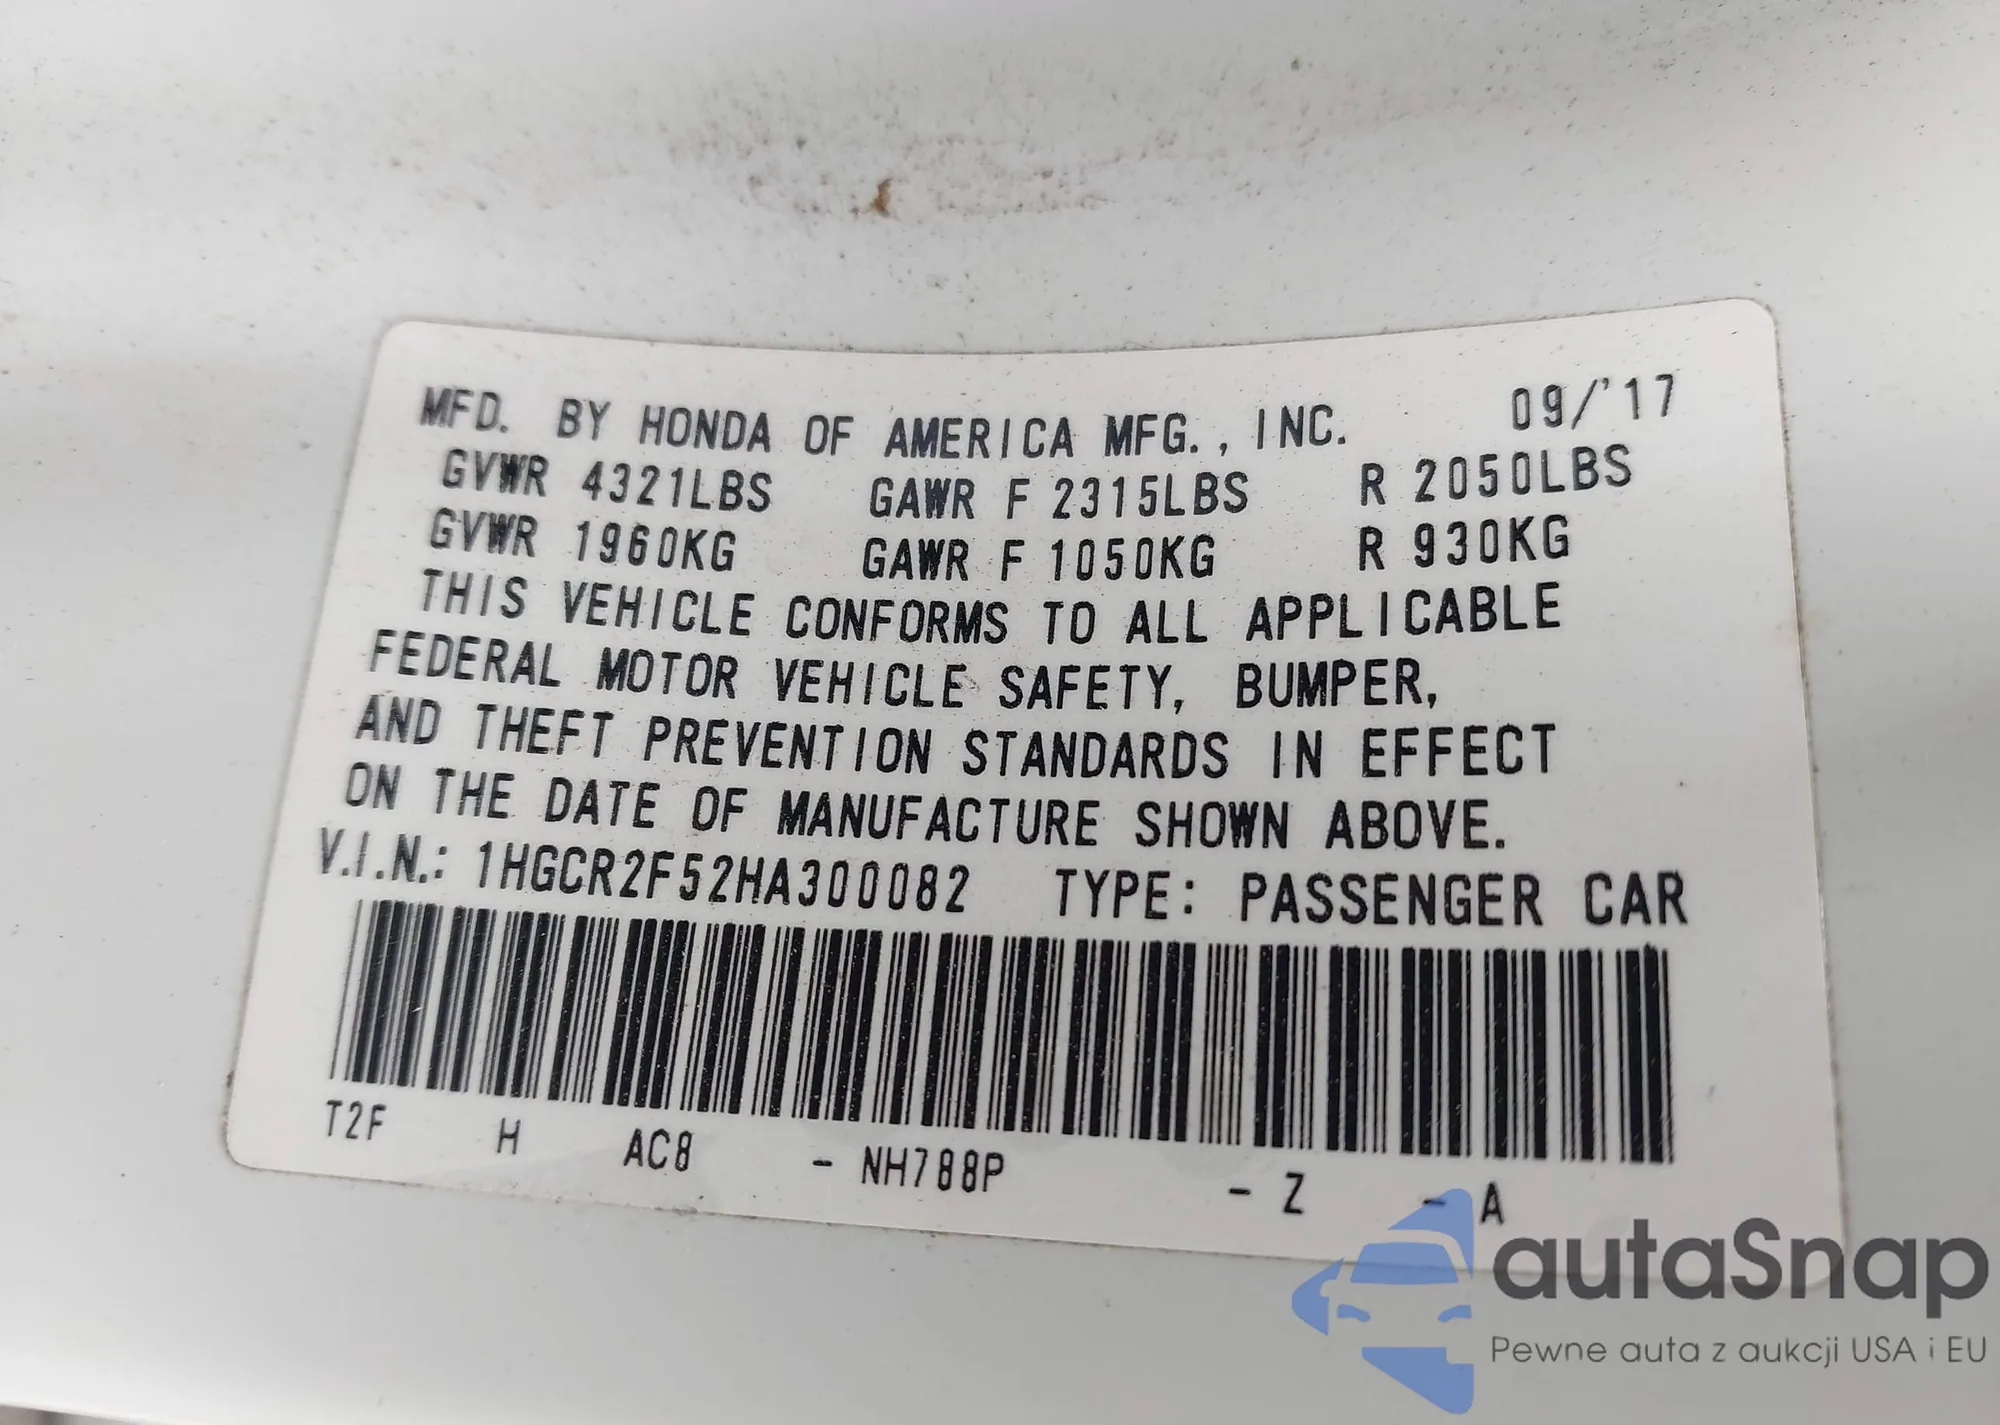 MFD. BY HONDA OF AMERICA MFG., INC. 09/'17
GVWR 4321LBS GAWR F 2315LBS R 2050LBS
GVWR 1960KG GAWR F 1050KG R 930KG
THIS VEHICLE CONFORMS TO ALL APPLICABLE
FEDERAL MOTOR VEHICLE SAFETY, BUMPER,
AND THEFT PREVENTION STANDARDS IN EFFECT
ON THE DATE OF MANUFACTURE SHOWN ABOVE.
V.I.N.: 1HGCR2F52HA300082 TYPE: PASSENGER CAR
T2F H AC8 - NH788P - Z - A
autaSnap
Pewne auta z aukcji USA i EU